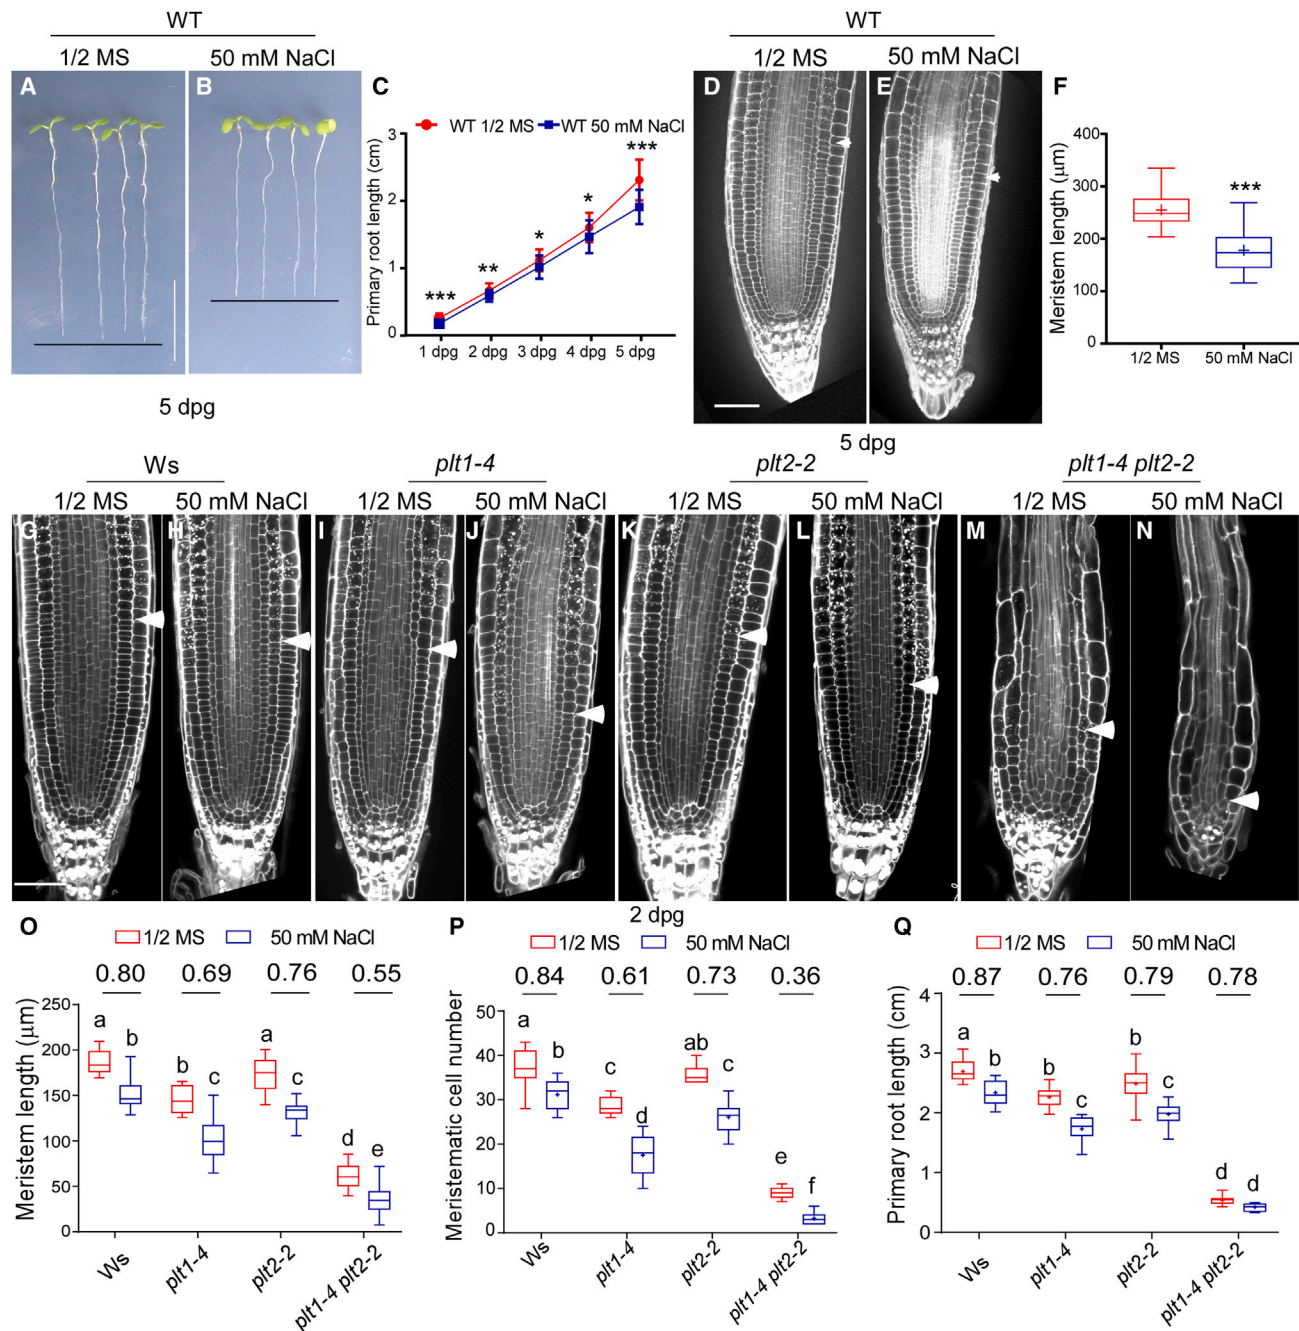 WT
1/2 MS 50 mM NaCl
A B
5 dpg
C
WT 1/2 MS WT 50 mM NaCl
Primary root length (cm)
3
2
1
0
*** ** * * ***
1 dpg 2 dpg 3 dpg 4 dpg 5 dpg
WT
1/2 MS 50 mM NaCl
D E
5 dpg
F
Meristem length (μm)
400
300
200
100
0
***
1/2 MS 50 mM NaCl
Ws plt1-4 plt2-2 plt1-4 plt2-2
1/2 MS 50 mM NaCl 1/2 MS 50 mM NaCl 1/2 MS 50 mM NaCl 1/2 MS 50 mM NaCl
G H I J K L M N
2 dpg
O
1/2 MS 50 mM NaCl
0.80 0.69 0.76 0.55
Meristem length (μm)
250
200
150
100
50
0
a b b c a c d e
Ws plt1-4 plt2-2 plt1-4 plt2-2
P
1/2 MS 50 mM NaCl
0.84 0.61 0.73 0.36
Meristematic cell number
50
40
30
20
10
0
a b c d ab c e f
Ws plt1-4 plt2-2 plt1-4 plt2-2
Q
1/2 MS 50 mM NaCl
0.87 0.76 0.79 0.78
Primary root length (cm)
4
3
2
1
0
a b b c b c d d
Ws plt1-4 plt2-2 plt1-4 plt2-2